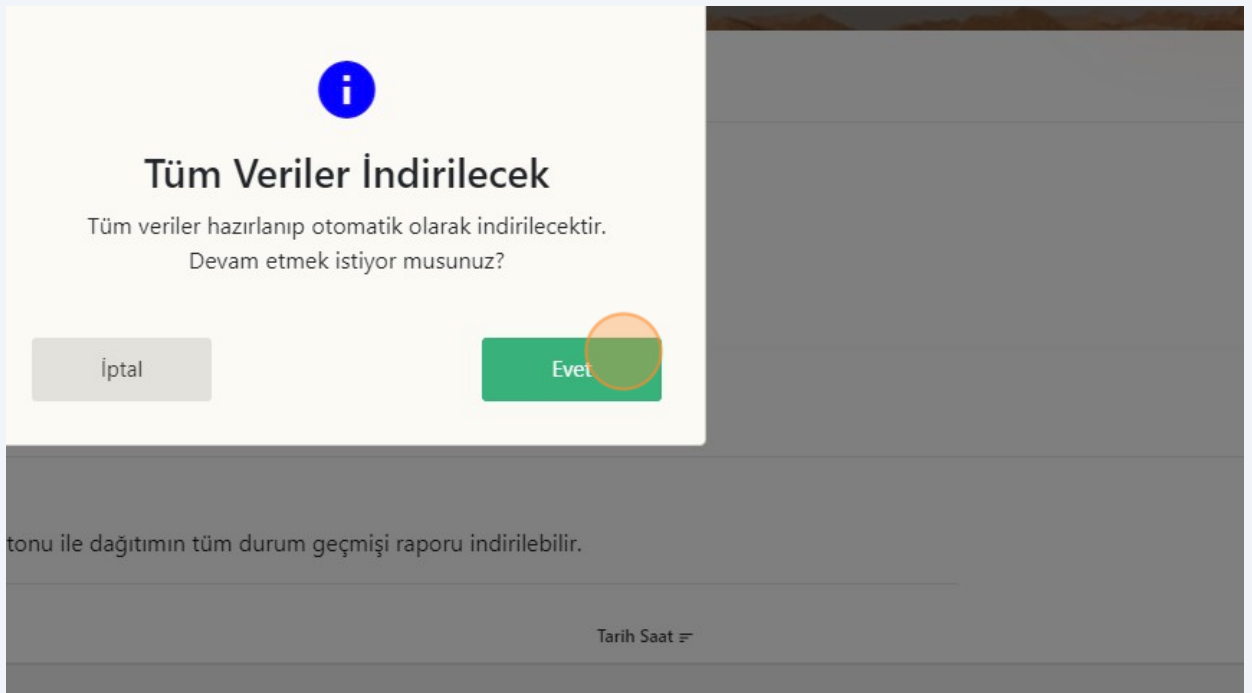 Tüm Veriler İndirilecek
Tüm veriler hazırlanıp otomatik olarak indirilecektir.
Devam etmek istiyor musunuz?
İptal
Evet
tonu ile dağıtımın tüm durum geçmişi raporu indirilebilir.
Tarih Saat